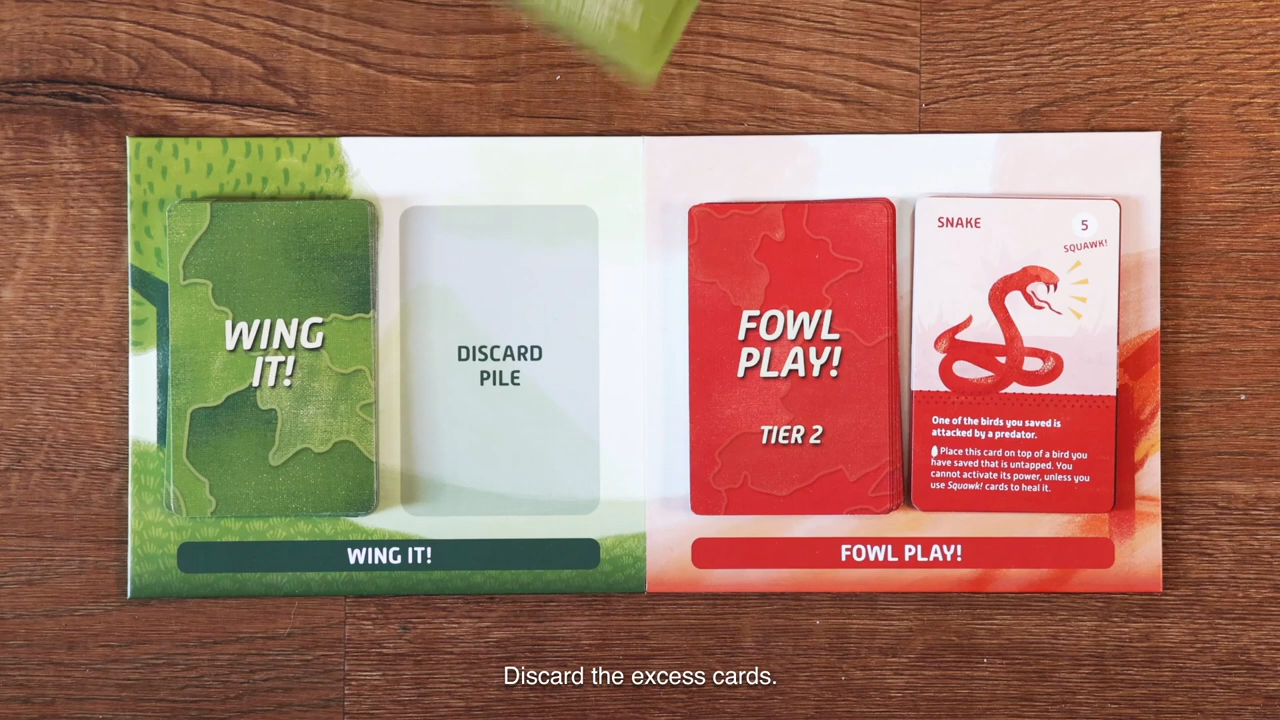 WING
IT!
DISCARD
PILE
WING IT!
FOWL
PLAY!
TIER 2
SNAKE
5
SQUAWK!
One of the birds you saved is
attacked by a predator.
Place this card on top of a bird you
have saved that is untapped. You
cannot activate its power, unless you
use Squawk! cards to heal it.
FOWL PLAY!
Discard the excess cards.